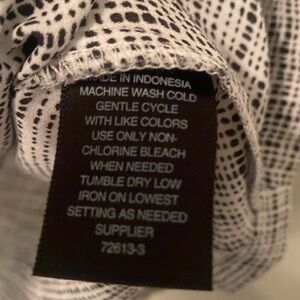 MADE IN INDONESIA
MACHINE WASH COLD
GENTLE CYCLE
WITH LIKE COLORS
USE ONLY NON-
CHLORINE BLEACH
WHEN NEEDED
TUMBLE DRY LOW
IRON ON LOWEST
SETTING AS NEEDED
SUPPLIER
72613-3